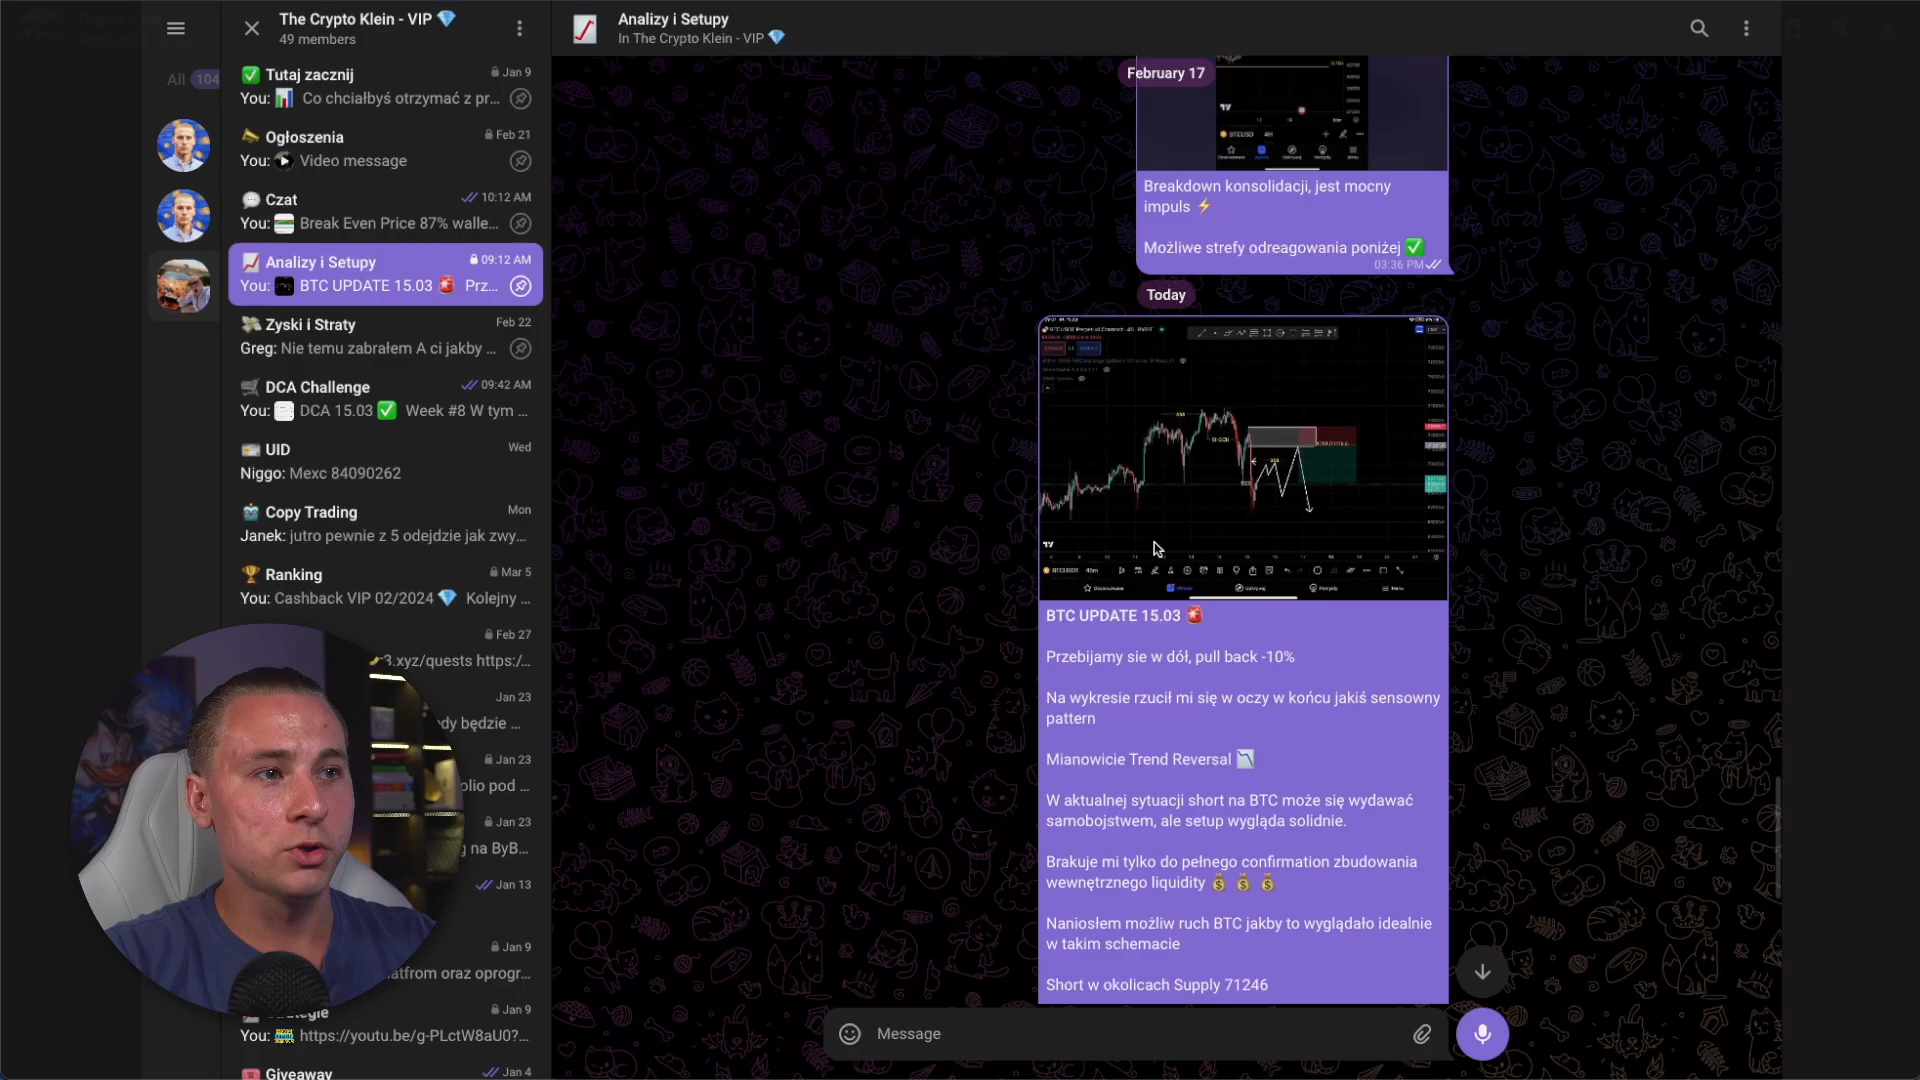 The Crypto Klein - VIP 💎
49 members
All 104
✅ Tutaj zacznij
Jan 9
You: 📊 Co chciałbyś otrzymać z pr...
Ogłoszenia
Feb 21
You: Video message
💬 Czat
10:12 AM
You: Break Even Price 87% walle...
📈 Analizy i Setupy
09:12 AM
You: BTC UPDATE 15.03 🚨 Prz...
💸 Zyski i Straty
Feb 22
Greg: Nie temu zabrałem A ci jakby ...
🛒 DCA Challenge
09:42 AM
You: DCA 15.03 ✅ Week #8 W tym ...
🪪 UID
Wed
Niggo: Mexc 84090262
🤖 Copy Trading
Mon
Janek: jutro pewnie z 5 odejdzie jak zwy...
🏆 Ranking
Mar 5
You: Cashback VIP 02/2024 💎 Kolejny ...
Feb 27
3.xyz/quests https:/...
Jan 23
ędy będzie ...
Jan 23
olio pod ...
Jan 23
g na ByB...
Jan 13
Jan 9
atfrom oraz oprogr...
Jan 9
You: https://youtu.be/g-PLctW8aU0?...
Giveaway
Jan 4
Analizy i Setupy
In The Crypto Klein - VIP 💎
February 17
BTCUSD 4H
Menu
Breakdown konsolidacji, jest mocny
impuls ⚡
Możliwe strefy odreagowania poniżej ✅
03:36 PM
Today
BTCUSDT 45m
Menu
BTC UPDATE 15.03 🚨
Przebijamy sie w dół, pull back -10%
Na wykresie rzucił mi się w oczy w końcu jakiś sensowny
pattern
Mianowicie Trend Reversal 📉
W aktualnej sytuacji short na BTC może się wydawać
samobojstwem, ale setup wygląda solidnie.
Brakuje mi tylko do pełnego confirmation zbudowania
wewnętrznego liquidity 💰 💰 💰
Naniosłem możliw ruch BTC jakby to wyglądało idealnie
w takim schemacie
Short w okolicach Supply 71246
Message